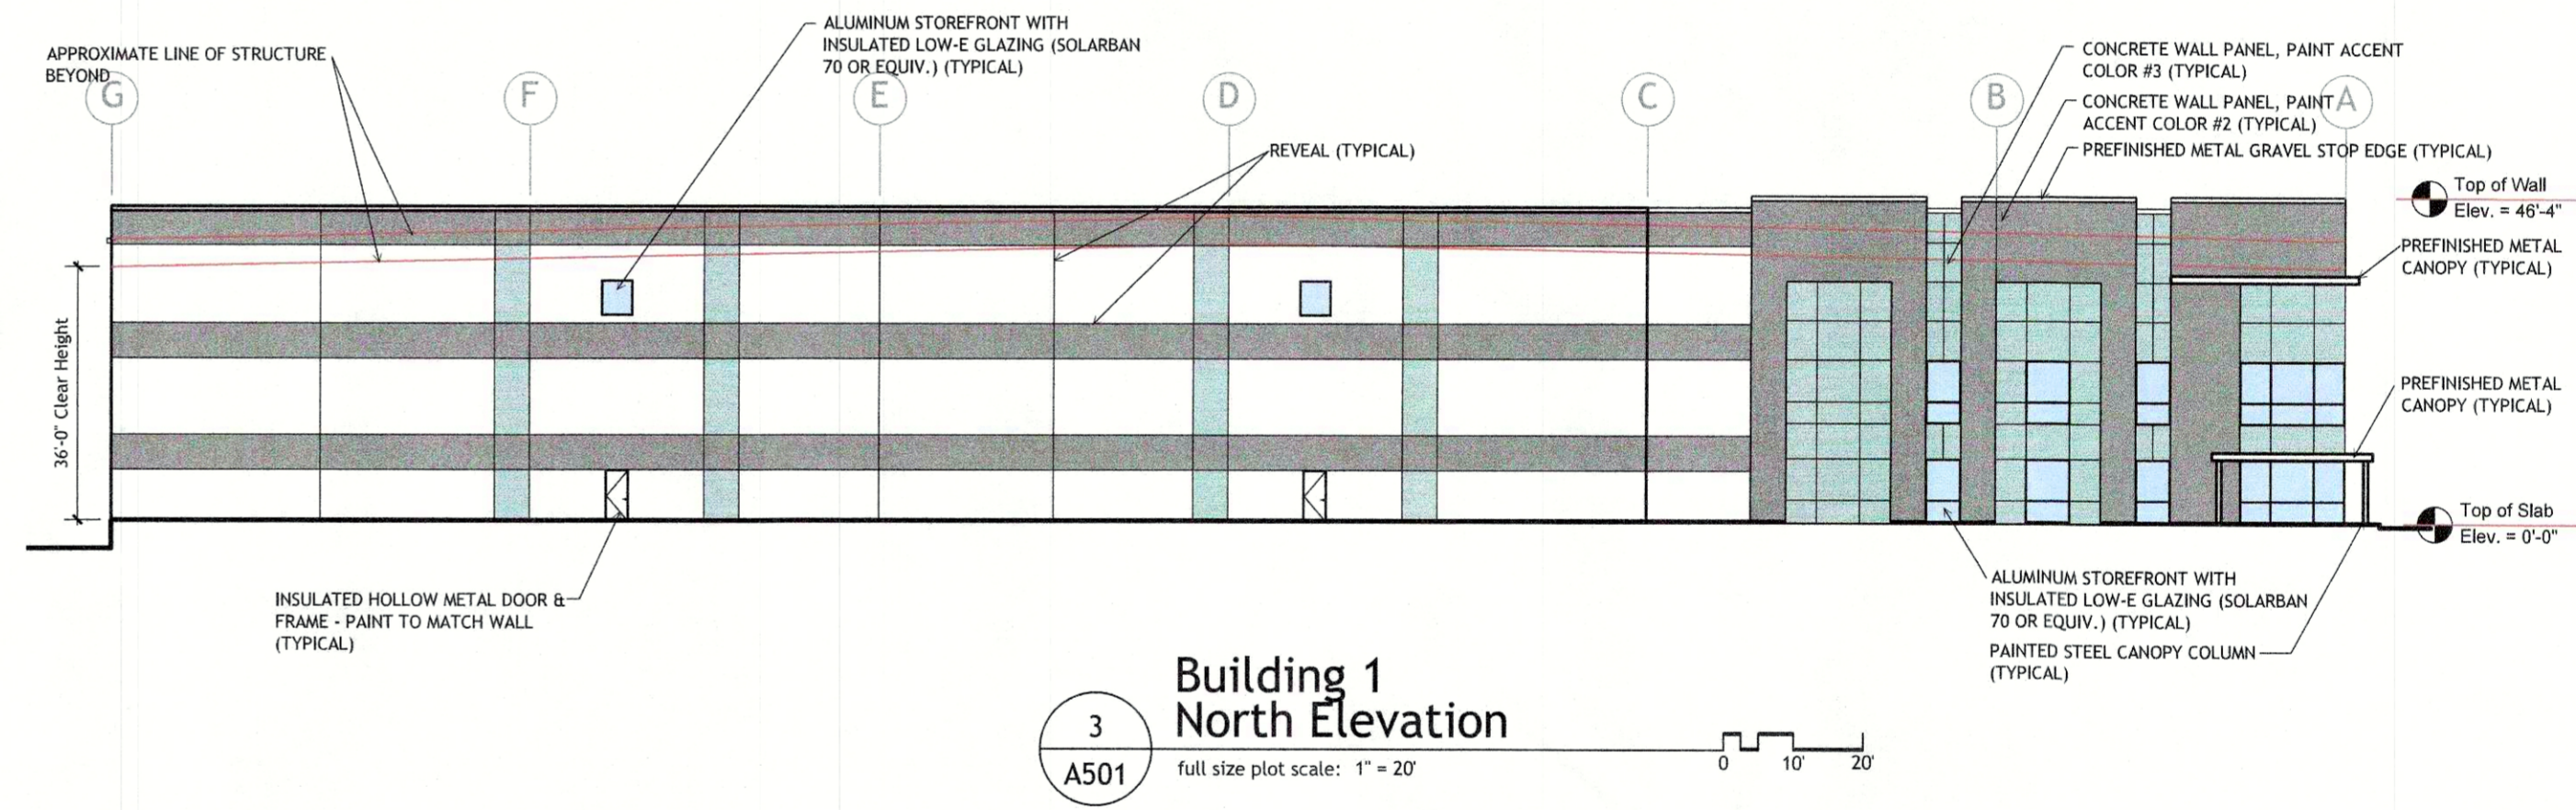 APPROXIMATE LINE OF STRUCTURE
BEYOND
ALUMINUM STOREFRONT WITH
INSULATED LOW-E GLAZING (SOLARBAN
70 OR EQUIV.) (TYPICAL)
CONCRETE WALL PANEL, PAINT ACCENT
COLOR #3 (TYPICAL)
G
F
E
D
C
B
A
CONCRETE WALL PANEL, PAINT
ACCENT COLOR #2 (TYPICAL)
REVEAL (TYPICAL)
PREFINISHED METAL GRAVEL STOP EDGE (TYPICAL)
Top of Wall
Elev. = 46'-4"
PREFINISHED METAL
CANOPY (TYPICAL)
36'-0" Clear Height
PREFINISHED METAL
CANOPY (TYPICAL)
Top of Slab
Elev. = 0'-0"
INSULATED HOLLOW METAL DOOR &
FRAME - PAINT TO MATCH WALL
(TYPICAL)
ALUMINUM STOREFRONT WITH
INSULATED LOW-E GLAZING (SOLARBAN
70 OR EQUIV.) (TYPICAL)
PAINTED STEEL CANOPY COLUMN
(TYPICAL)
Building 1
North Elevation
3
A501
full size plot scale: 1" = 20'
0 10' 20'